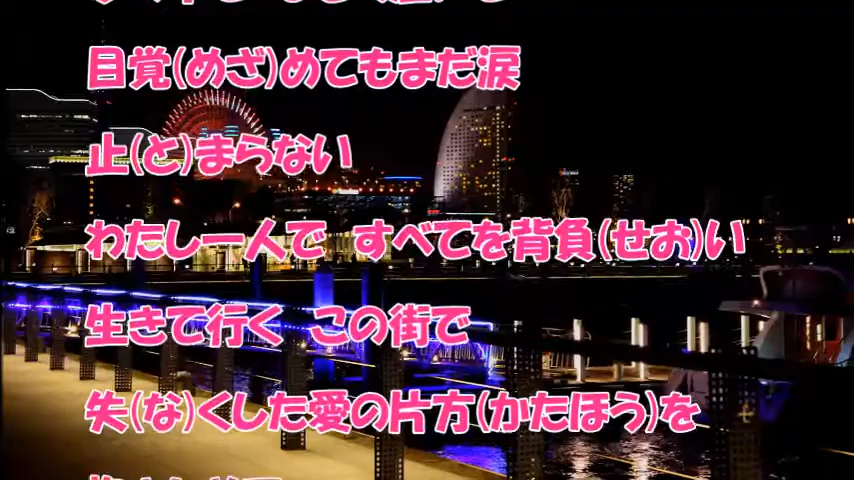 目覚(めざ)めてもまだ涙
止(と)まらない
わたし一人で すべてを背負(せお)い
生きて行く この街で
失(な)くした愛の片方(かたほう)を